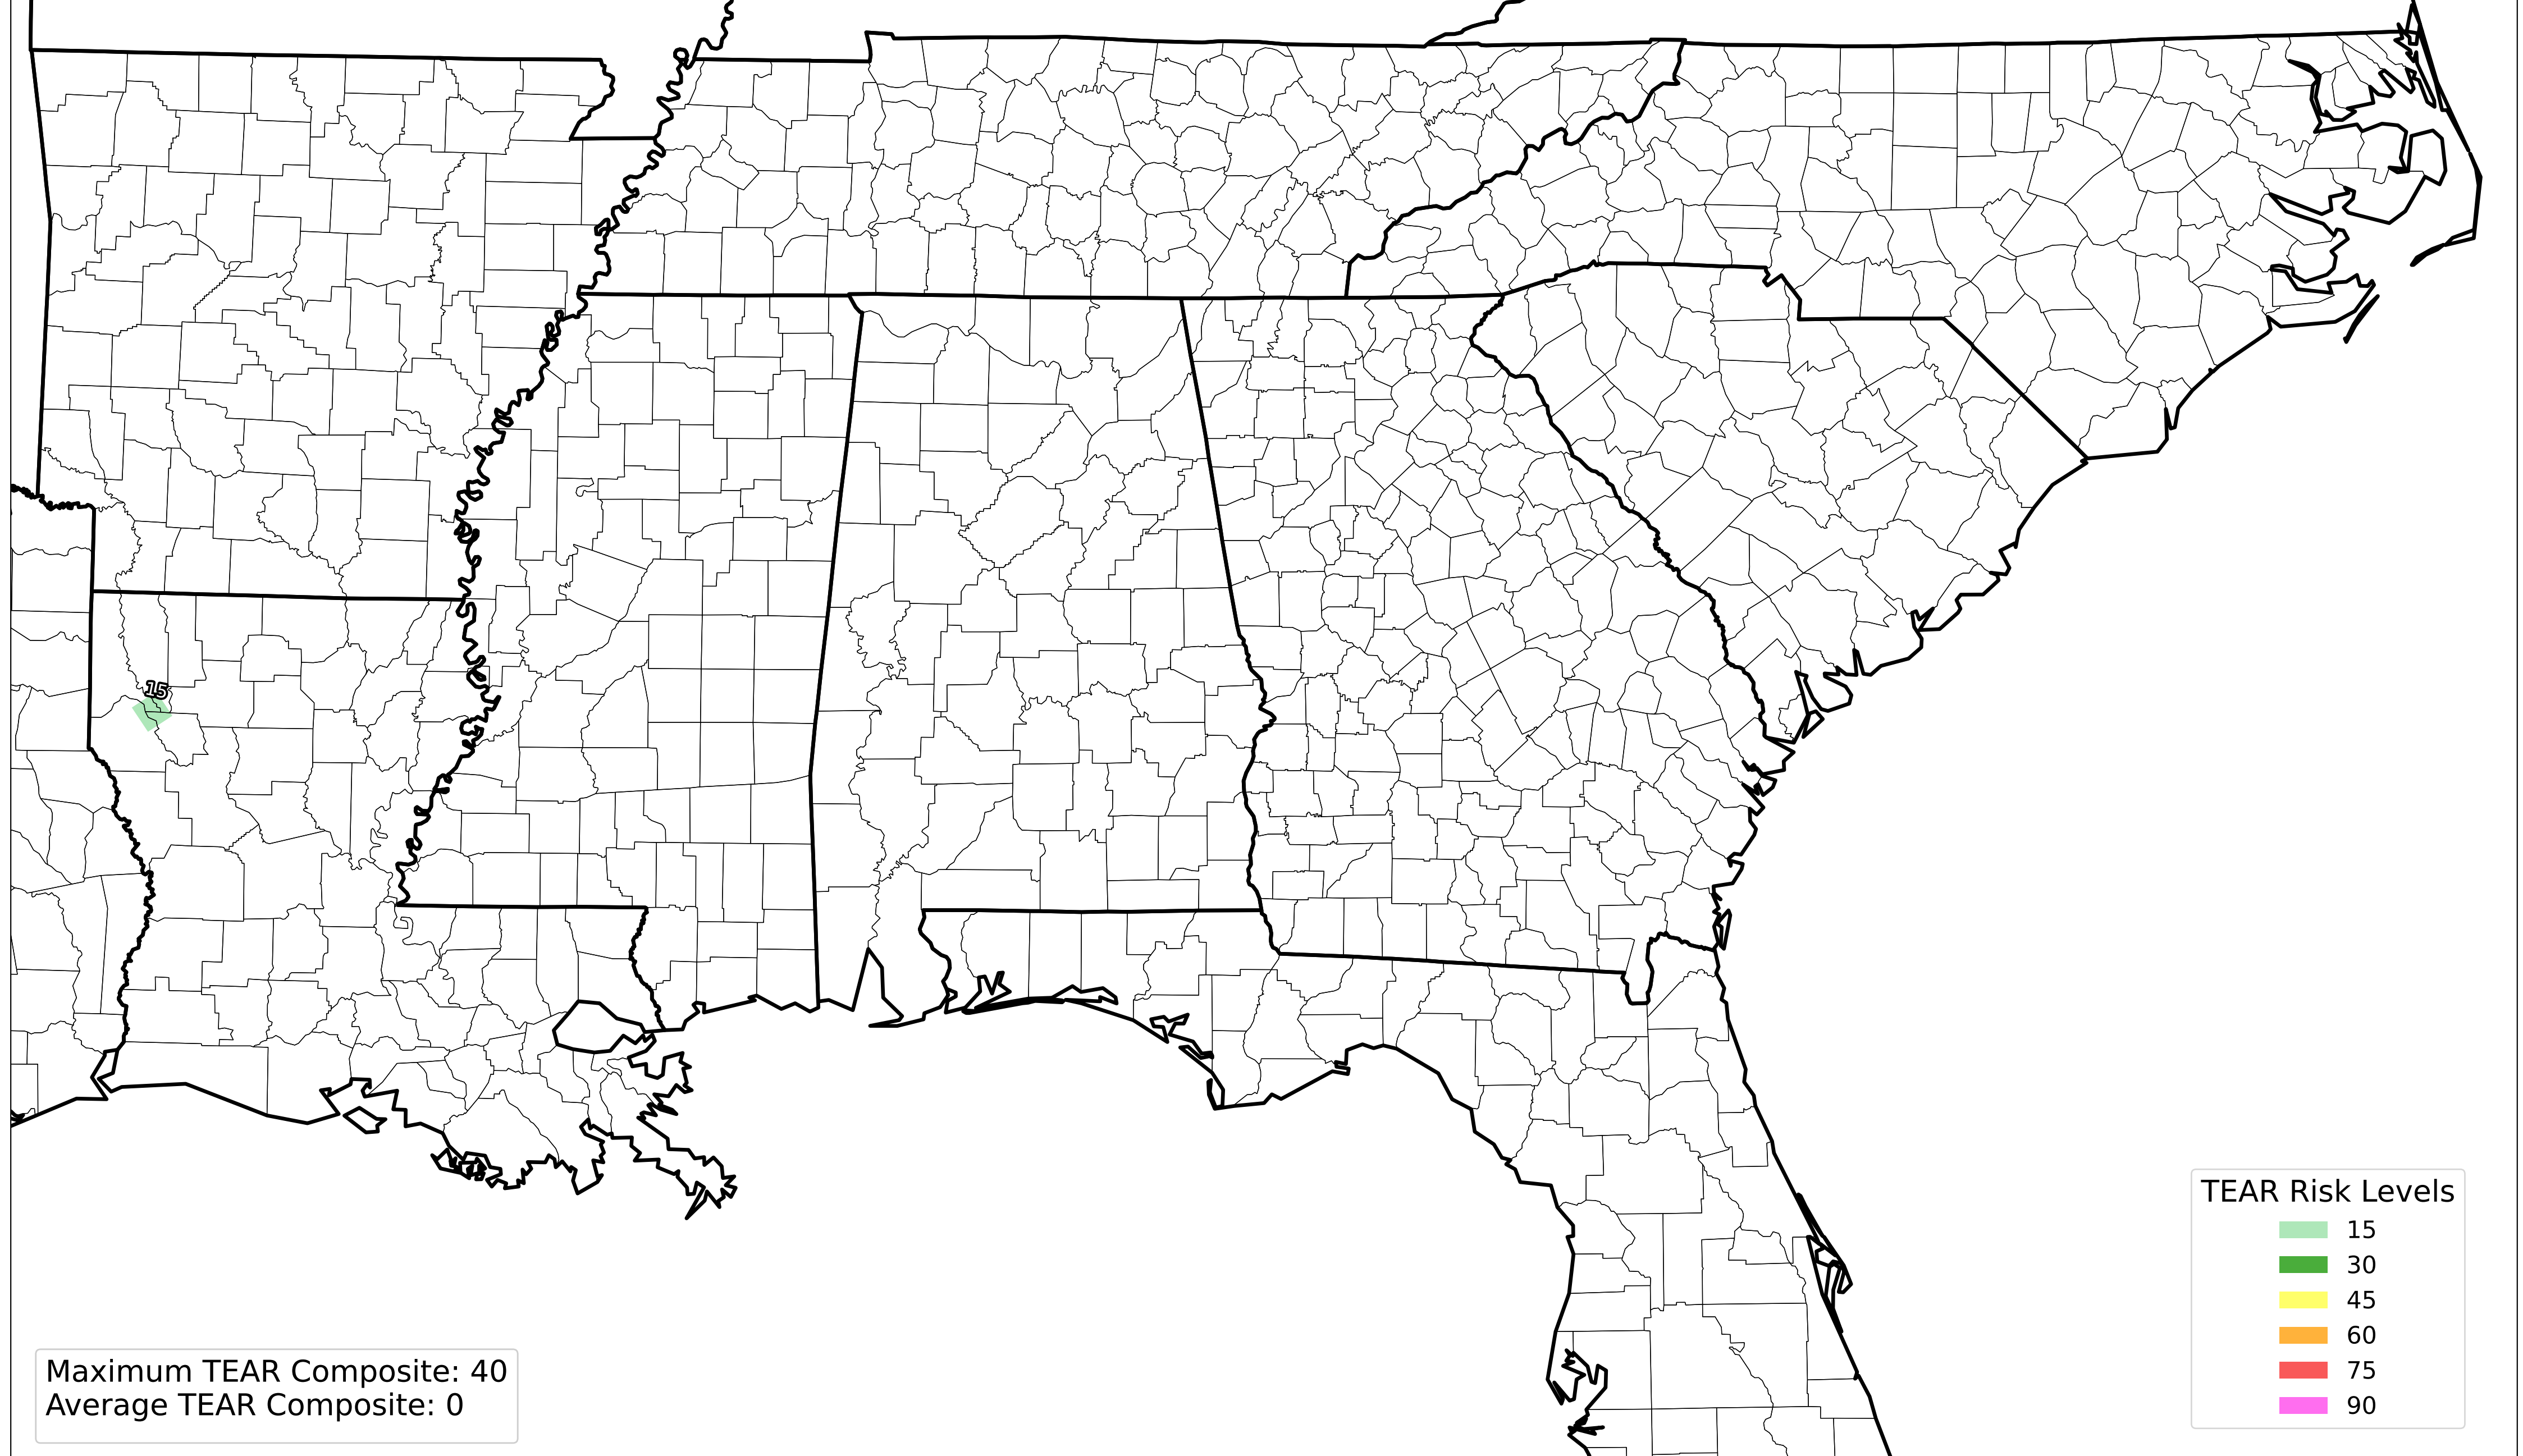 15
TEAR Risk Levels
15
30
45
60
75
90
Maximum TEAR Composite: 40
Average TEAR Composite: 0